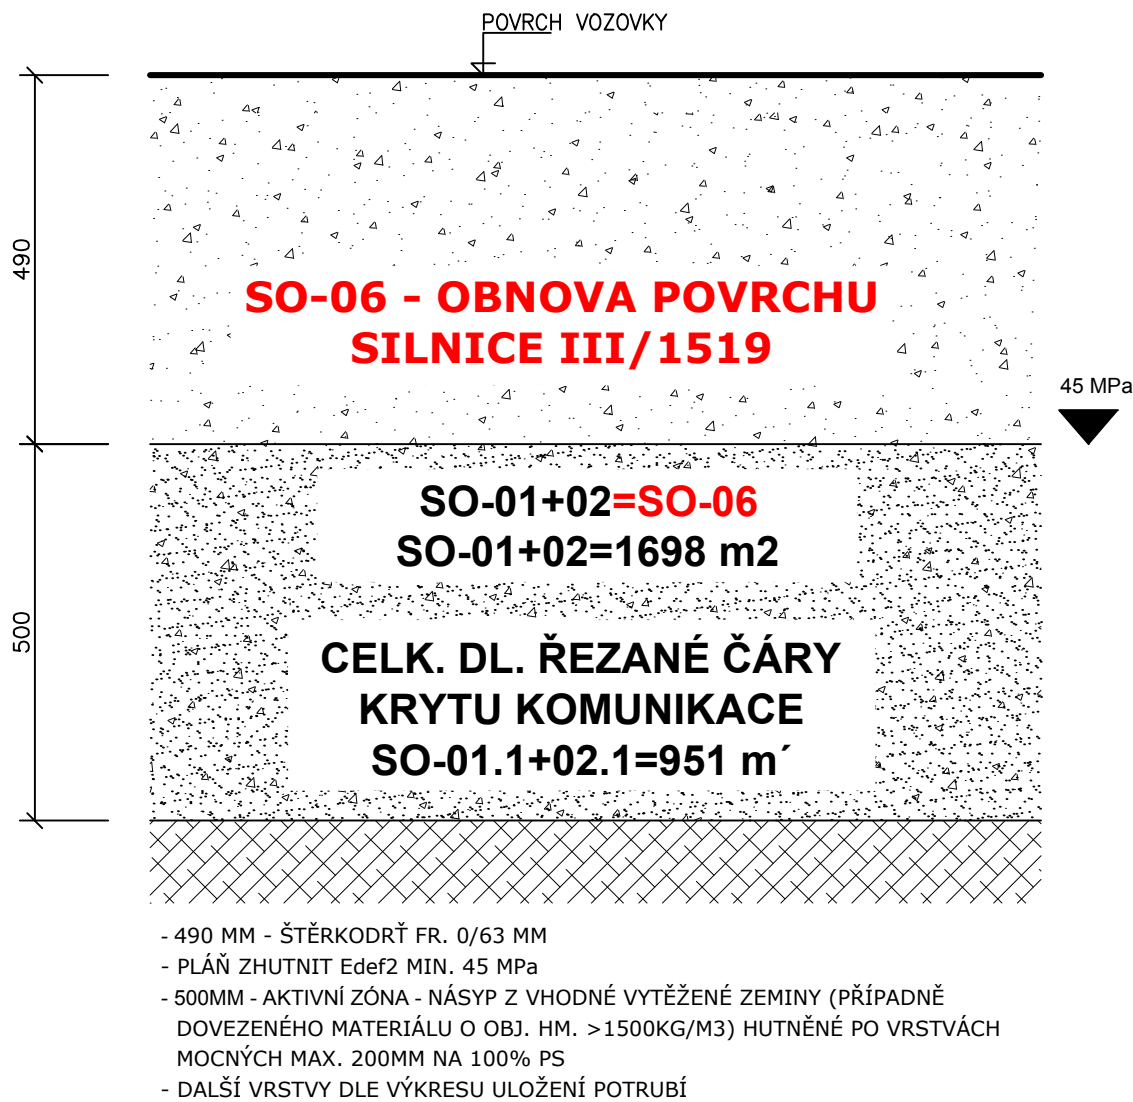 POVRCH VOZOVKY
490
SO-06 - OBNOVA POVRCHU
SILNICE III/1519
45 MPa
SO-01+02=SO-06
SO-01+02=1698 m2
500
CELK. DL. ŘEZANÉ ČÁRY
KRYTU KOMUNIKACE
SO-01.1+02.1=951 m´
- 490 MM - ŠTĚRKODRŤ FR. 0/63 MM
- PLÁŇ ZHUTNIT Edef2 MIN. 45 MPa
- 500MM - AKTIVNÍ ZÓNA - NÁSYP Z VHODNÉ VYTĚŽENÉ ZEMINY (PŘÍPADNĚ
DOVEZENÉHO MATERIÁLU O OBJ. HM. >1500KG/M3) HUTNĚNÉ PO VRSTVÁCH
MOCNÝCH MAX. 200MM NA 100% PS
- DALŠÍ VRSTVY DLE VÝKRESU ULOŽENÍ POTRUBÍ